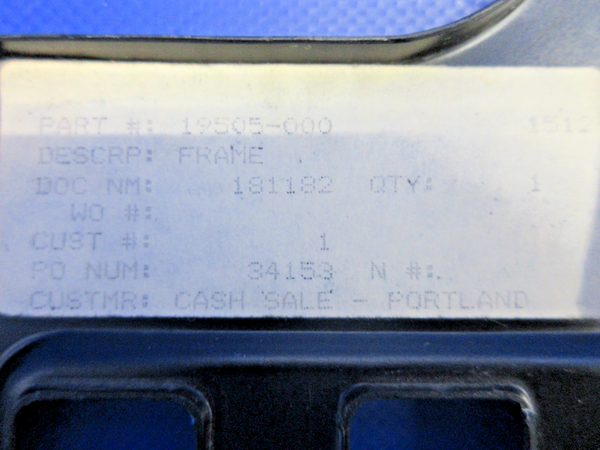 PART #: 19505-000 1512
DESCRP: FRAME
DOC NM: 181182 QTY: 1
WO #:
CUST #: 1
PO NUM: 34153 N #:
CUSTMR: CASH SALE - PORTLAND